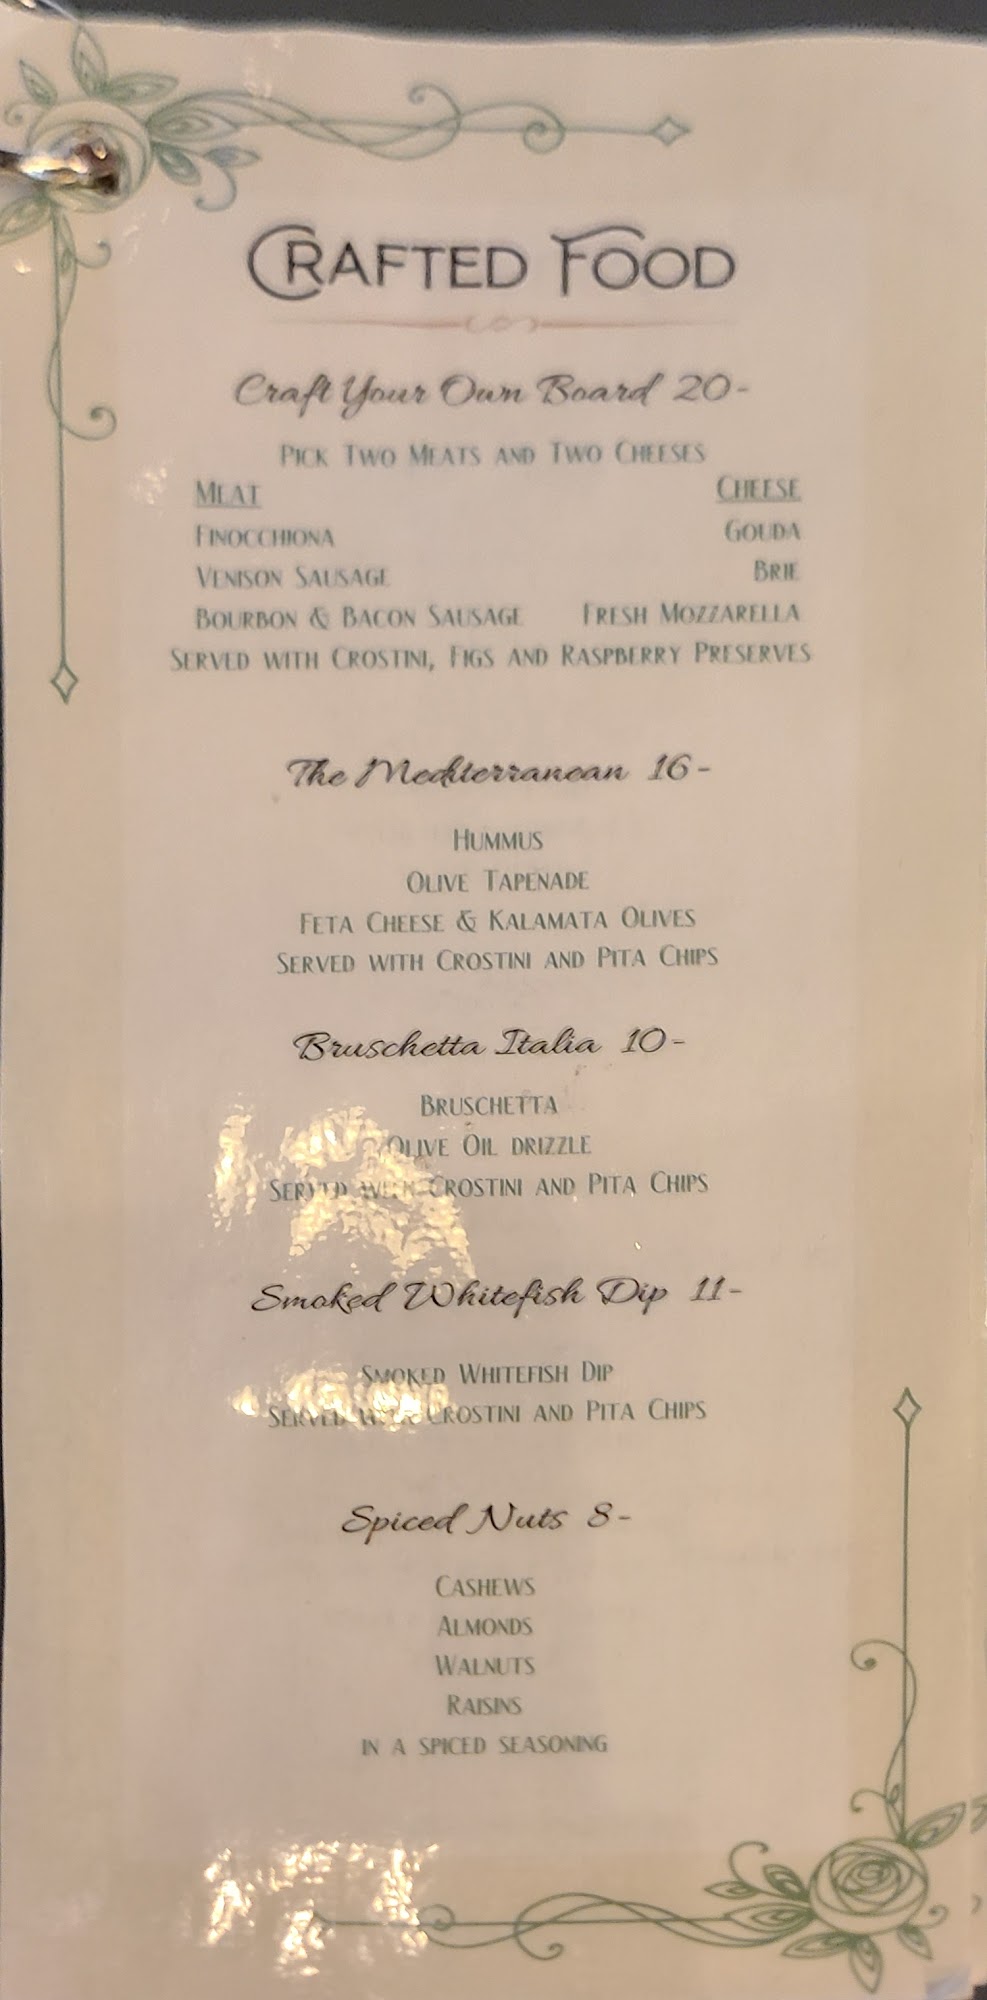 Crafted Food
Craft Your Own Board 20-
Pick Two Meats and Two Cheeses
Meat Cheese
Finocchiona Gouda
Venison Sausage Brie
Bourbon & Bacon Sausage Fresh Mozzarella
Served with Crostini, Figs and Raspberry Preserves
The Mediterranean 16-
Hummus
Olive Tapenade
Feta Cheese & Kalamata Olives
Served with Crostini and Pita Chips
Bruschetta Italia 10-
Bruschetta
Olive Oil drizzle
Served with Crostini and Pita Chips
Smoked Whitefish Dip 11-
Smoked Whitefish Dip
Served with Crostini and Pita Chips
Spiced Nuts 8-
Cashews
Almonds
Walnuts
Raisins
in a spiced seasoning